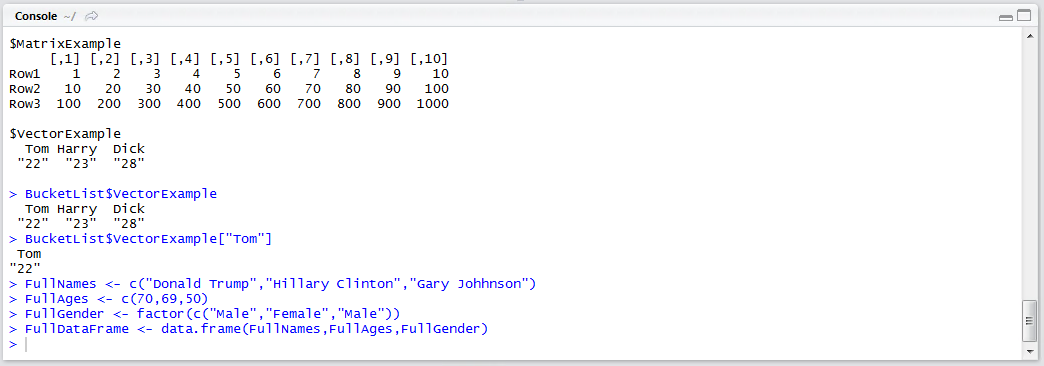 Console ~/
$MatrixExample
     [,1] [,2] [,3] [,4] [,5] [,6] [,7] [,8] [,9] [,10]
Row1    1    2    3    4    5    6    7    8    9    10
Row2   10   20   30   40   50   60   70   80   90   100
Row3  100  200  300  400  500  600  700  800  900  1000
$VectorExample
  Tom Harry  Dick
 "22"  "23"  "28"
> BucketList$VectorExample
  Tom Harry  Dick
 "22"  "23"  "28"
> BucketList$VectorExample["Tom"]
 Tom
"22"
> FullNames <- c("Donald Trump","Hillary Clinton","Gary Johhnson")
> FullAges <- c(70,69,50)
> FullGender <- factor(c("Male","Female","Male"))
> FullDataFrame <- data.frame(FullNames,FullAges,FullGender)
>